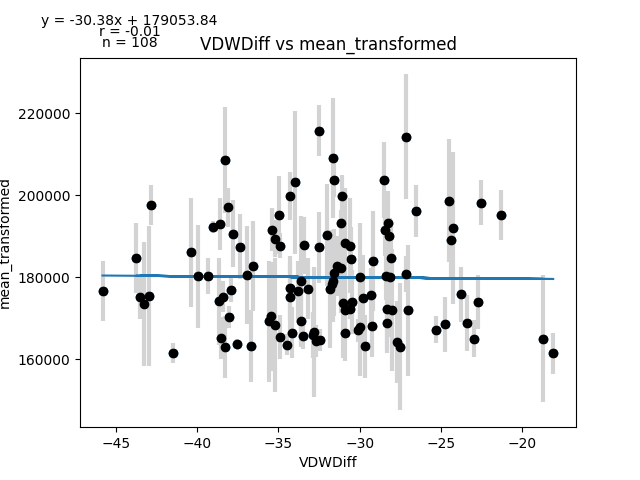 y = -30.38x + 179053.84
r = -0.01
n = 108
VDWDiff vs mean_transformed
220000
200000
180000
160000
mean_transformed
−45
−40
−35
−30
−25
−20
VDWDiff